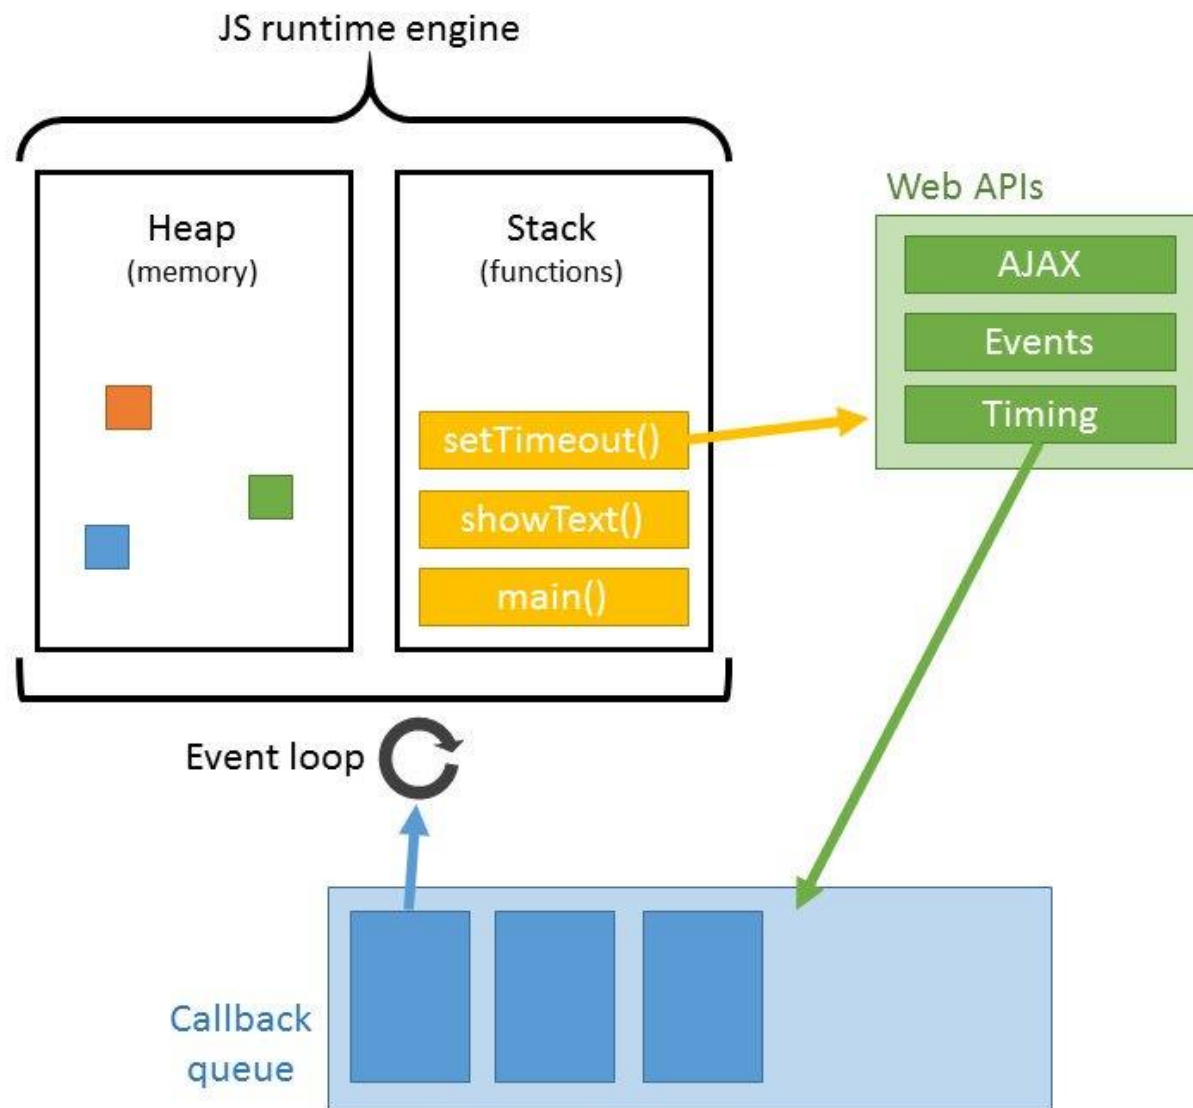 JS runtime engine
Heap
(memory)
Stack
(functions)
setTimeout()
showText()
main()
Web APIs
AJAX
Events
Timing
Event loop
Callback
queue